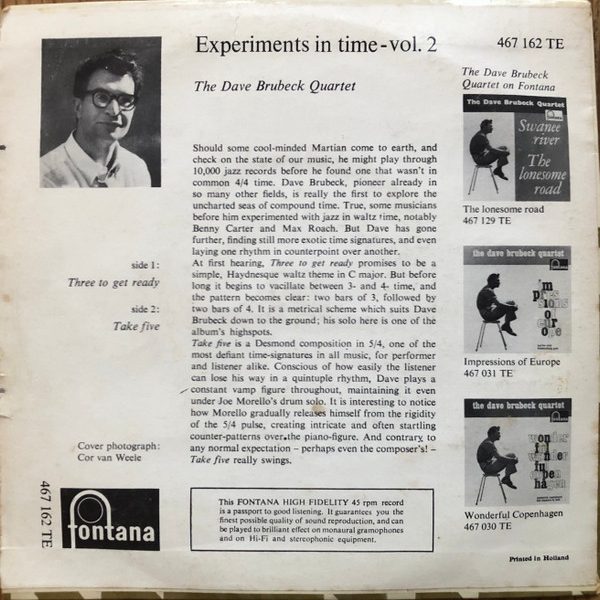 Experiments in time - vol. 2
467 162 TE
The Dave Brubeck Quartet
Should some cool-minded Martian come to earth, and
check on the state of our music, he might play through
10,000 jazz records before he found one that wasn't in
common 4/4 time. Dave Brubeck, pioneer already in
so many other fields, is really the first to explore the
uncharted seas of compound time. True, some musicians
before him experimented with jazz in waltz time, notably
Benny Carter and Max Roach. But Dave has gone
further, finding still more exotic time signatures, and even
laying one rhythm in counterpoint over another.
At first hearing, Three to get ready promises to be a
simple, Haydnesque waltz theme in C major. But before
long it begins to vacillate between 3- and 4- time, and
the pattern becomes clear: two bars of 3, followed by
two bars of 4. It is a metrical scheme which suits Dave
Brubeck down to the ground; his solo here is one of the
album's highspots.
Take five is a Desmond composition in 5/4, one of the
most defiant time-signatures in all music, for performer
and listener alike. Conscious of how easily the listener
can lose his way in a quintuple rhythm, Dave plays a
constant vamp figure throughout, maintaining it even
under Joe Morello's drum solo. It is interesting to notice
how Morello gradually releases himself from the rigidity
of the 5/4 pulse, creating intricate and often startling
counter-patterns over the piano-figure. And contrary to
any normal expectation – perhaps even the composer's! –
Take five really swings.
side 1:
Three to get ready
side 2:
Take five
Cover photograph:
Cor van Weele
467 162 TE
fontana
This FONTANA HIGH FIDELITY 45 rpm record
is a passport to good listening. It guarantees you the
finest possible quality of sound reproduction, and can
be played to brilliant effect on monaural gramophones
and on Hi-Fi and stereophonic equipment.
The Dave Brubeck
Quartet on Fontana
The Dave Brubeck Quartet
Swanee
river
The
lonesome
road
The lonesome road
467 129 TE
the dave brubeck quartet
im
pres
sions
of
eur
ope
Impressions of Europe
467 031 TE
the dave brubeck quartet
won
der
ful
copen
hagen
Wonderful Copenhagen
467 030 TE
Printed in Holland